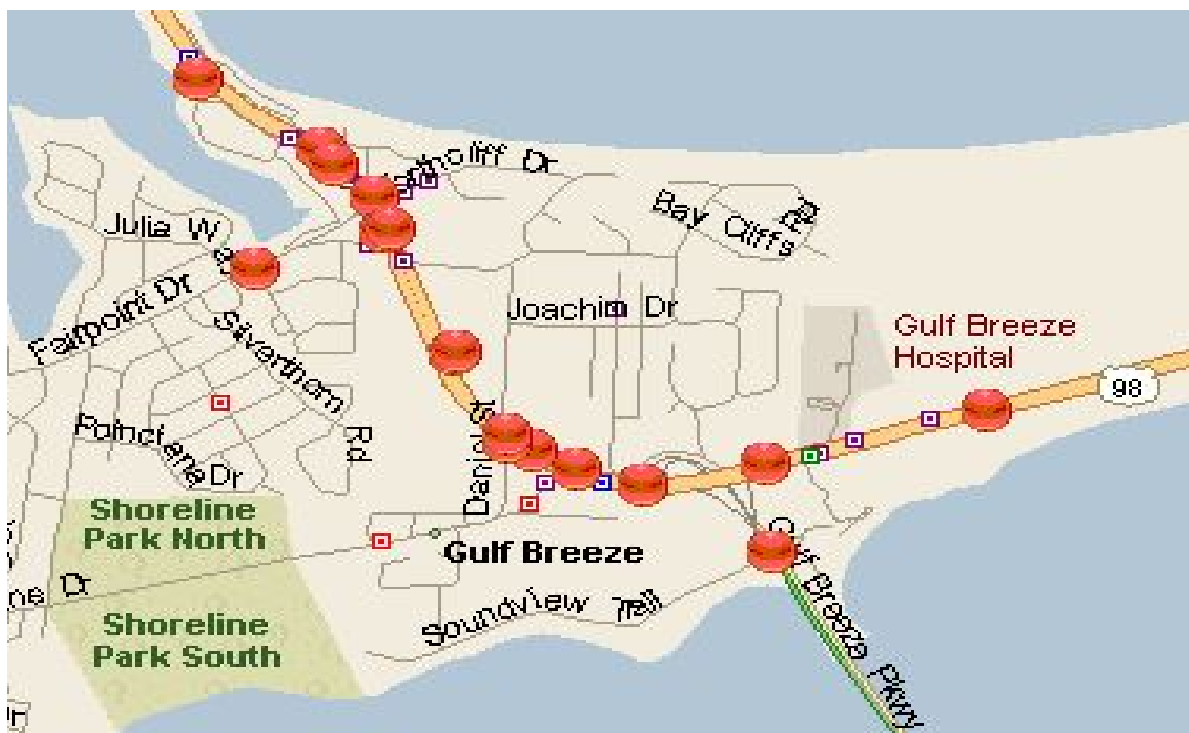 Dr
Bay Cliffs
Rd
Julia W
Fairpoint Dr
Joachim Dr
Silverthorn
Rd
Gulf Breeze
Hospital
98
Poinciana Dr
Daniel
Shoreline
Park North
Gulf Breeze
Dr
Shoreline
Park South
Soundview Trail
Gulf Breeze Pkwy